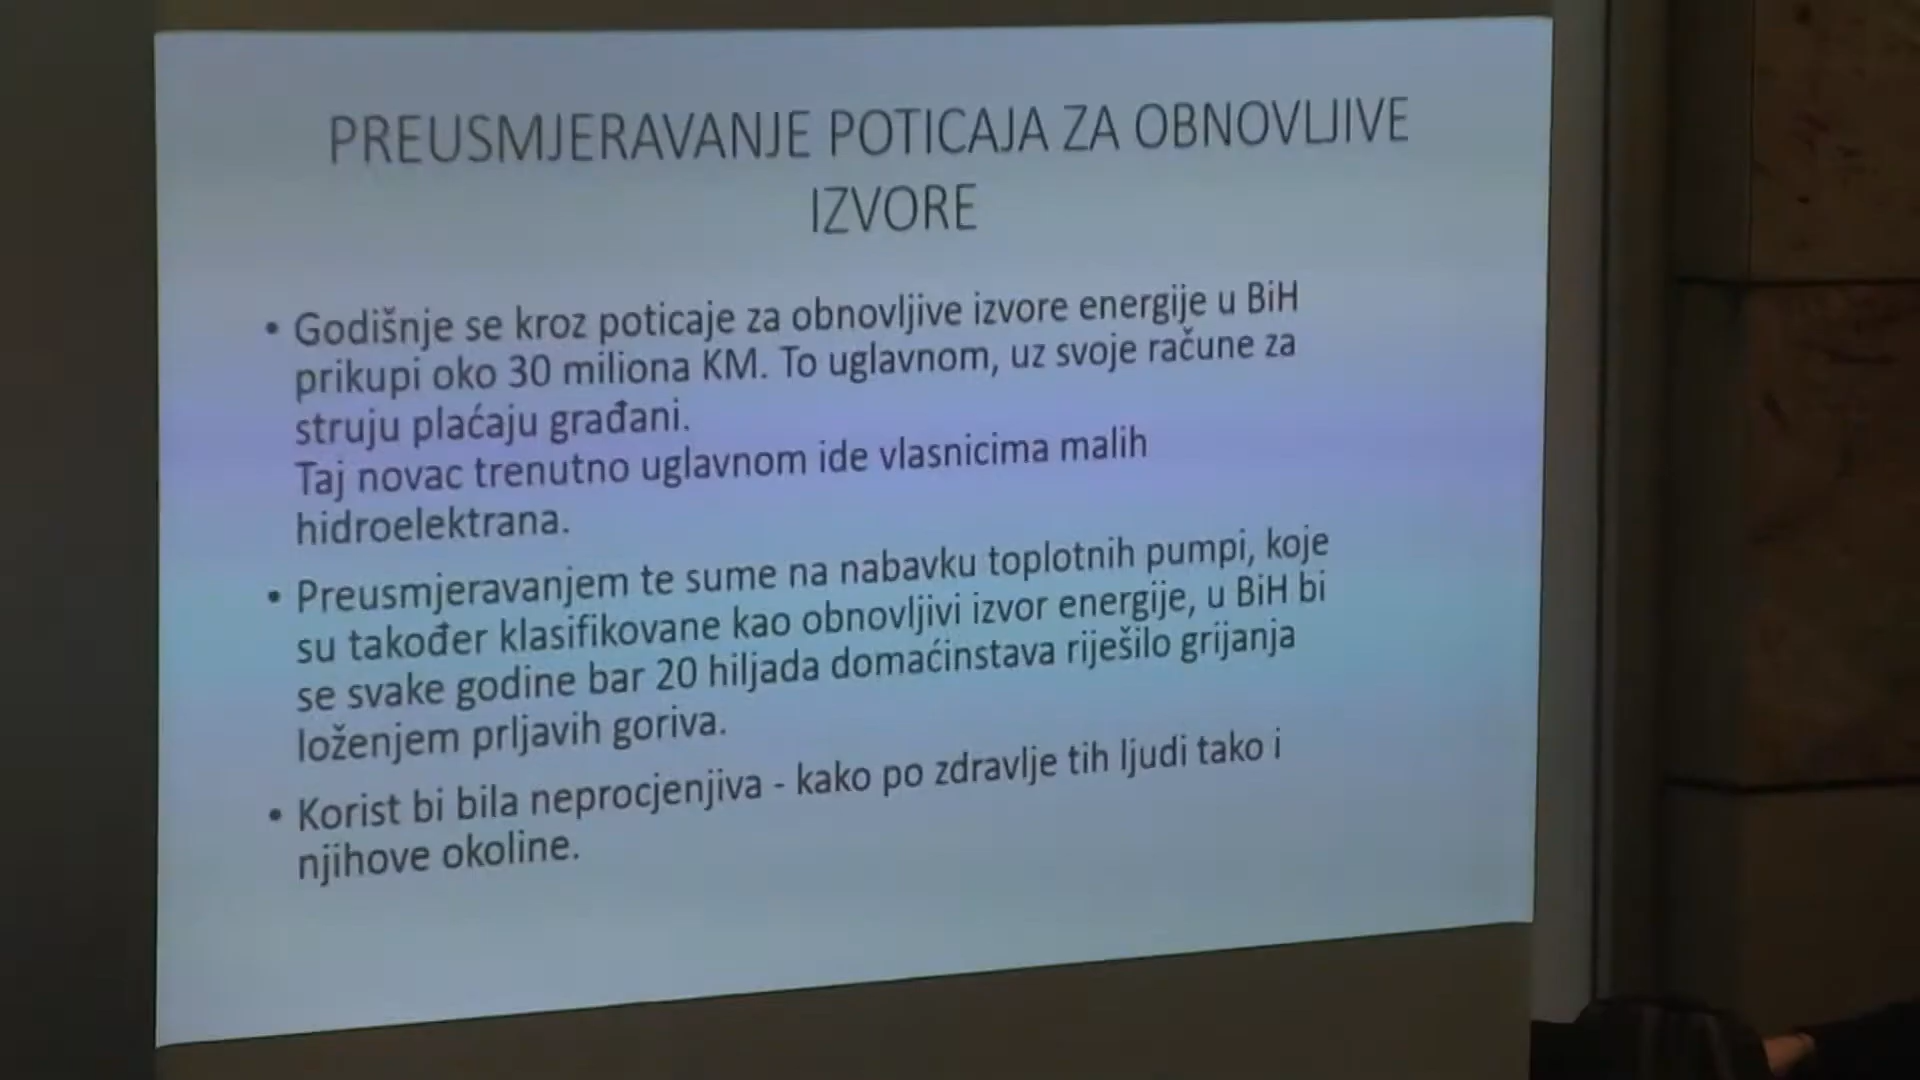 PREUSMJERAVANJE POTICAJA ZA OBNOVLJIVE
IZVORE
• Godišnje se kroz poticaje za obnovljive izvore energije u BiH
prikupi oko 30 miliona KM. To uglavnom, uz svoje račune za
struju plaćaju građani.
Taj novac trenutno uglavnom ide vlasnicima malih
hidroelektrana.
• Preusmjeravanjem te sume na nabavku toplotnih pumpi, koje
su također klasifikovane kao obnovljivi izvor energije, u BiH bi
se svake godine bar 20 hiljada domaćinstava riješilo grijanja
loženjem prljavih goriva.
• Korist bi bila neprocjenjiva - kako po zdravlje tih ljudi tako i
njihove okoline.